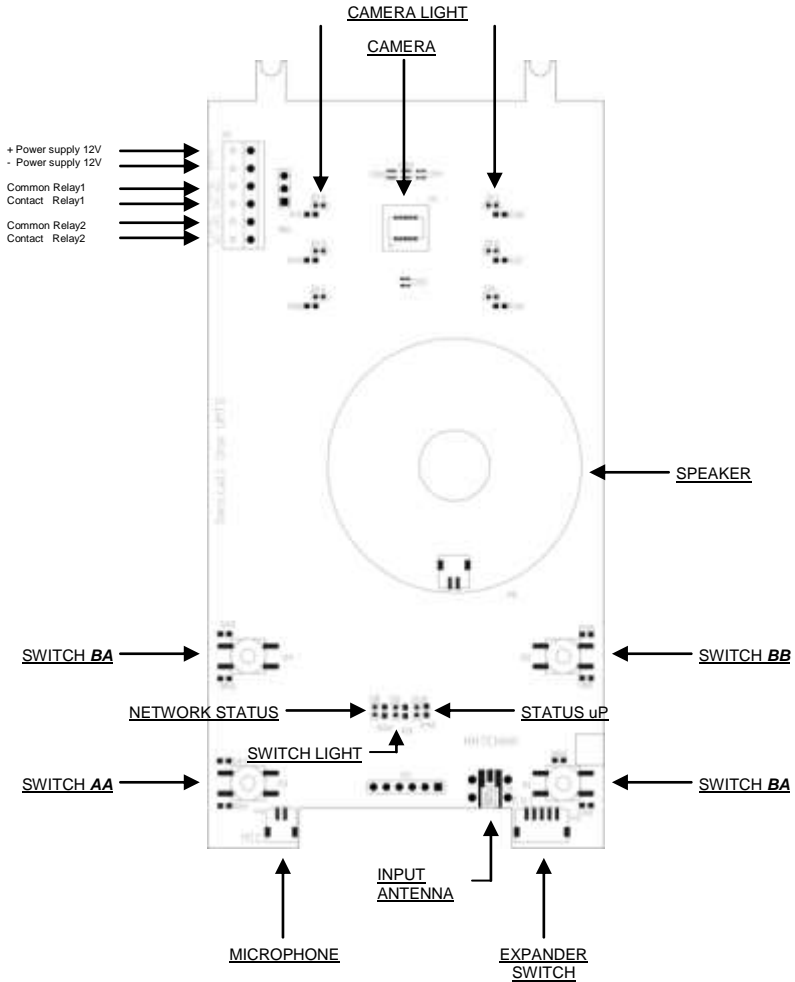 CAMERA LIGHT
CAMERA
+ Power supply 12V
- Power supply 12V
Common Relay1
Contact Relay1
Common Relay2
Contact Relay2
SPEAKER
SWITCH BA
SWITCH BB
NETWORK STATUS
STATUS uP
SWITCH LIGHT
SWITCH AA
SWITCH BA
INPUT
ANTENNA
MICROPHONE
EXPANDER
SWITCH